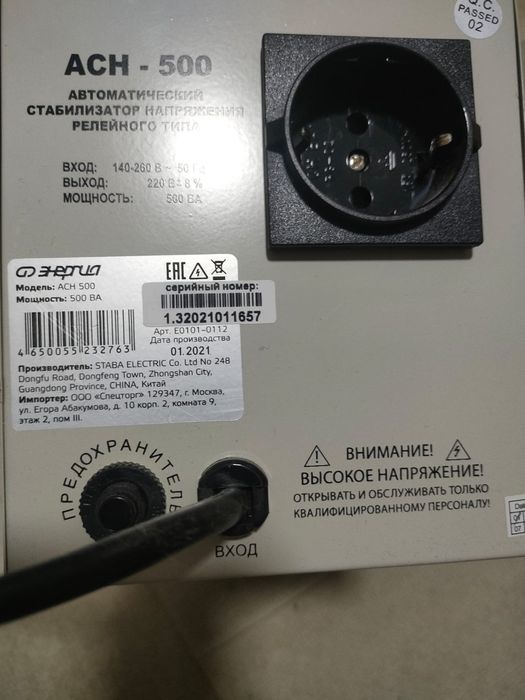 Q.C.
PASSED
02
АСН - 500
АВТОМАТИЧЕСКИЙ
СТАБИЛИЗАТОР НАПРЯЖЕНИЯ
РЕЛЕЙНОГО ТИПА
ВХОД: 140-260 В ~ 50 Гц
ВЫХОД: 220 В ± 8 %
МОЩНОСТЬ: 500 ВА
энергия
EAC
Модель: АСН 500
Мощность: 500 ВА
серийный номер:
1.32021011657
4650055232763
Арт. Е0101-0112
Дата производства
01.2021
Производитель: STABA ELECTRIC Co. Ltd No 24B
Dongfu Road, Dongfeng Town, Zhongshan City,
Guangdong Province, CHINA, Китай
Импортер: ООО «Спецторг» 129347, г. Москва,
ул. Егора Абакумова, д. 10 корп. 2, комната 9,
этаж 2, пом III.
ПРЕДОХРАНИТЕЛЬ
ВХОД
ВНИМАНИЕ!
ВЫСОКОЕ НАПРЯЖЕНИЕ!
ОТКРЫВАТЬ И ОБСЛУЖИВАТЬ ТОЛЬКО
КВАЛИФИЦИРОВАННОМУ ПЕРСОНАЛУ!